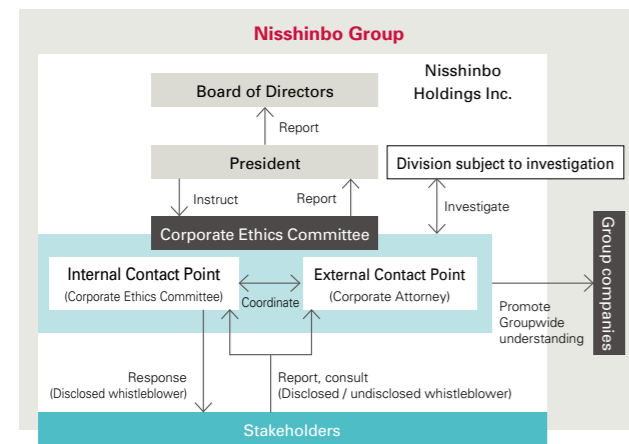 Nisshinbo Group
Nisshinbo
Holdings Inc.
Board of Directors
Report
President
Division subject to investigation
Instruct
Report
Investigate
Corporate Ethics Committee
Internal Contact Point
(Corporate Ethics Committee)
Coordinate
External Contact Point
(Corporate Attorney)
Group companies
Promote
Groupwide
understanding
Response
(Disclosed whistleblower)
Report, consult
(Disclosed / undisclosed whistleblower)
Stakeholders